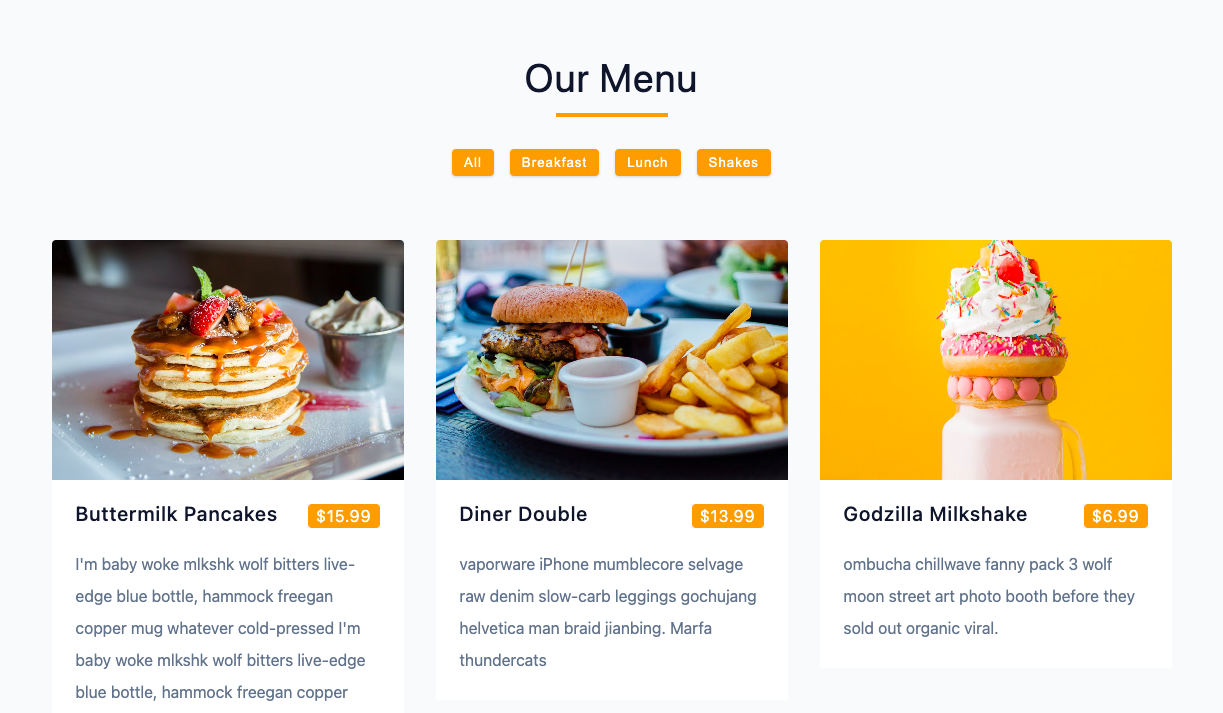 Our Menu
All Breakfast Lunch Shakes
Buttermilk Pancakes $15.99
I'm baby woke mlkshk wolf bitters live-
edge blue bottle, hammock freegan
copper mug whatever cold-pressed I'm
baby woke mlkshk wolf bitters live-edge
blue bottle, hammock freegan copper
Diner Double $13.99
vaporware iPhone mumblecore selvage
raw denim slow-carb leggings gochujang
helvetica man braid jianbing. Marfa
thundercats
Godzilla Milkshake $6.99
ombucha chillwave fanny pack 3 wolf
moon street art photo booth before they
sold out organic viral.